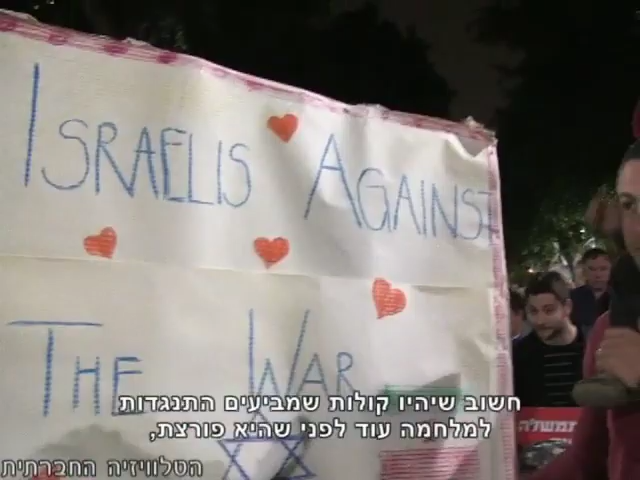 ISRAELIS AGAINST
THE WAR
חשוב שיהיו קולות שמביעים התנגדות
למלחמה עוד לפני שהיא פורצת,
הטלוויזיה החברתית